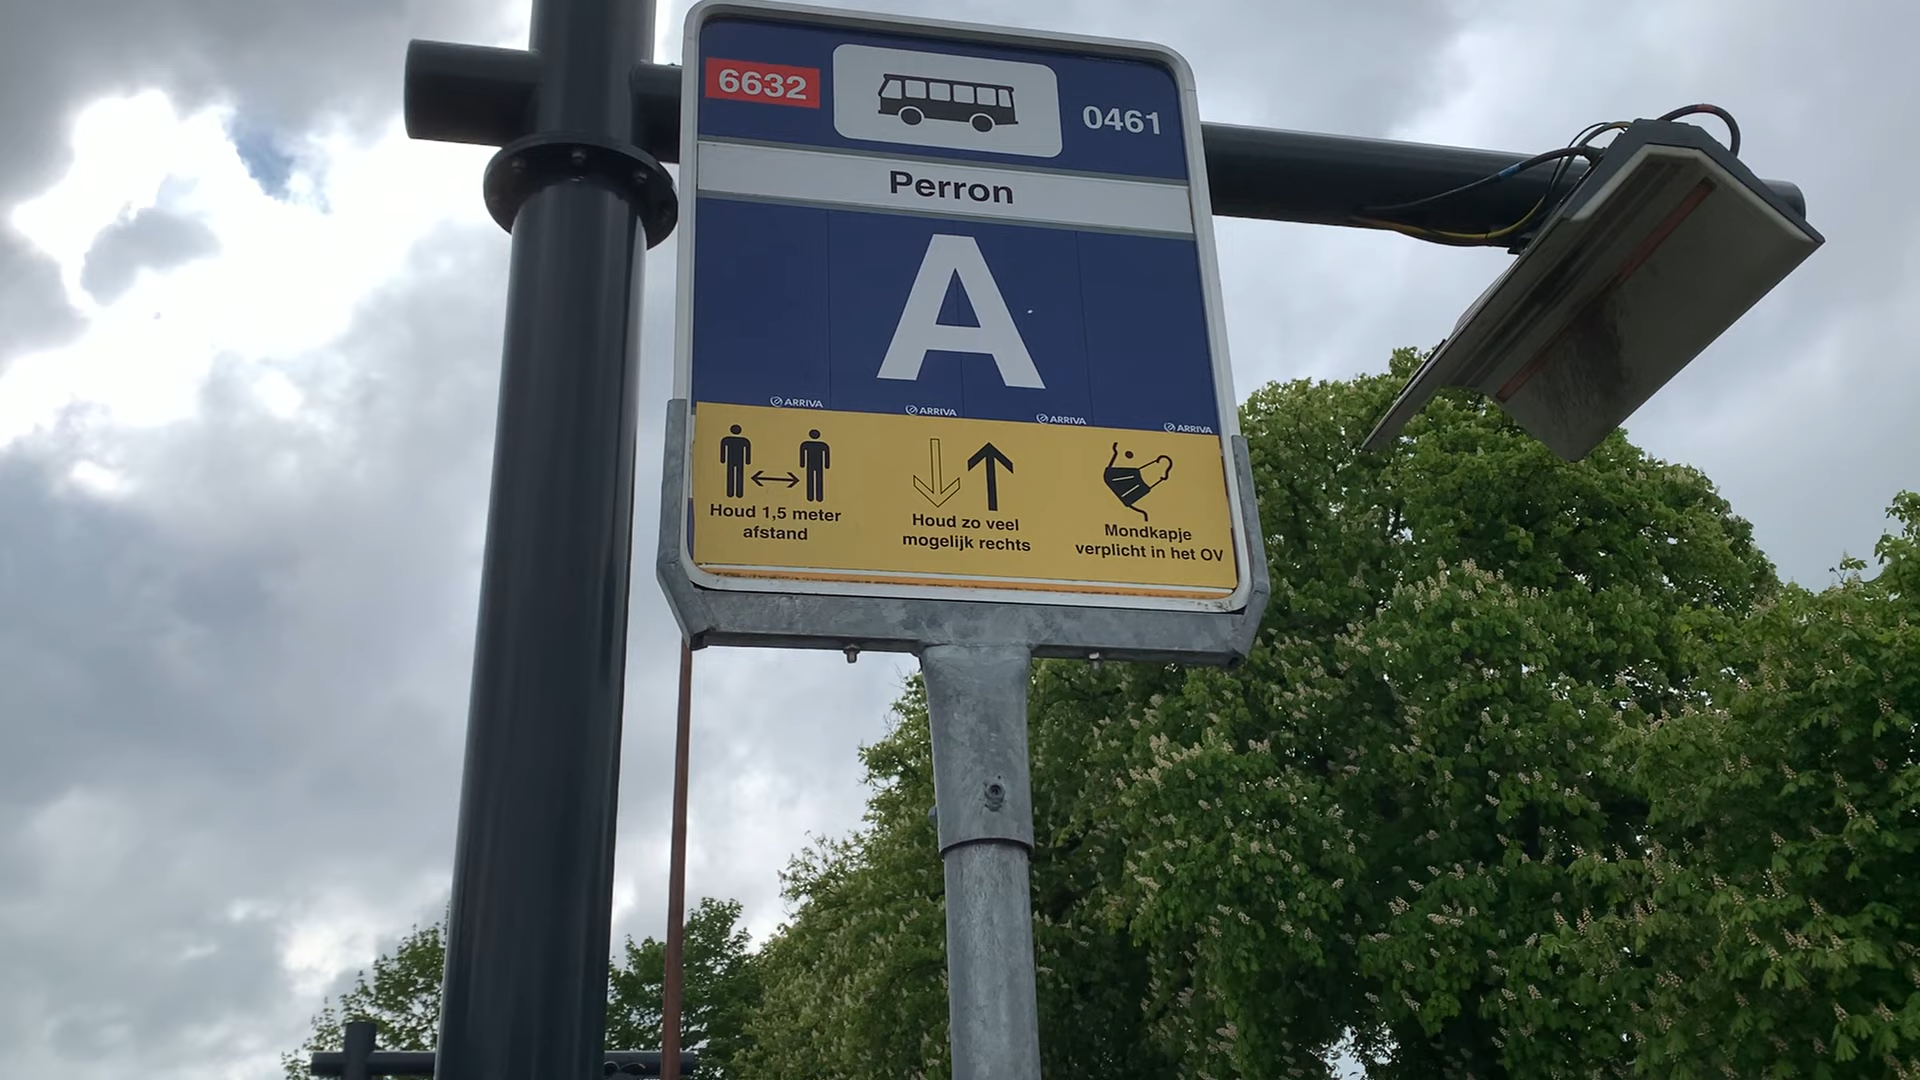 6632
0461
Perron
A
ARRIVA
ARRIVA
ARRIVA
ARRIVA
Houd 1,5 meter
afstand
Houd zo veel
mogelijk rechts
Mondkapje
verplicht in het OV